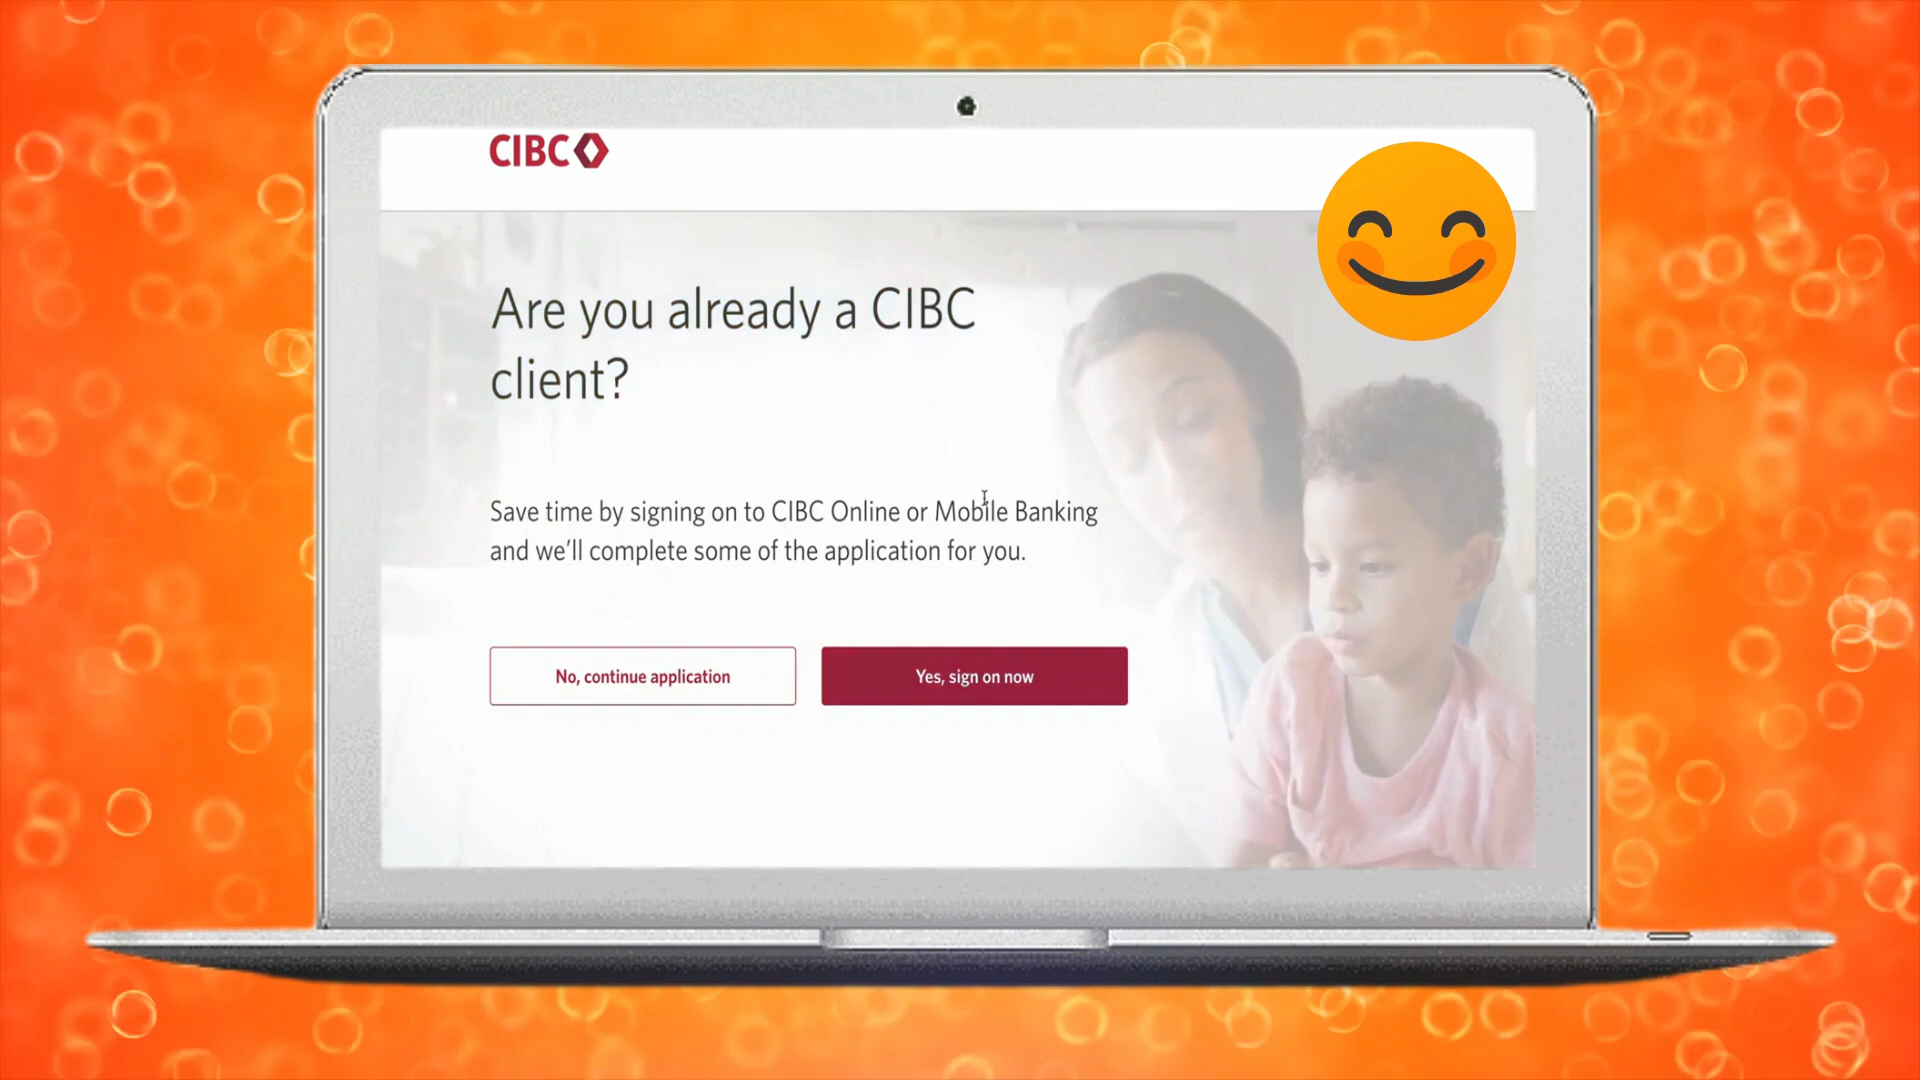 CIBC
Are you already a CIBC
client?
Save time by signing on to CIBC Online or Mobile Banking
and we'll complete some of the application for you.
No, continue application
Yes, sign on now